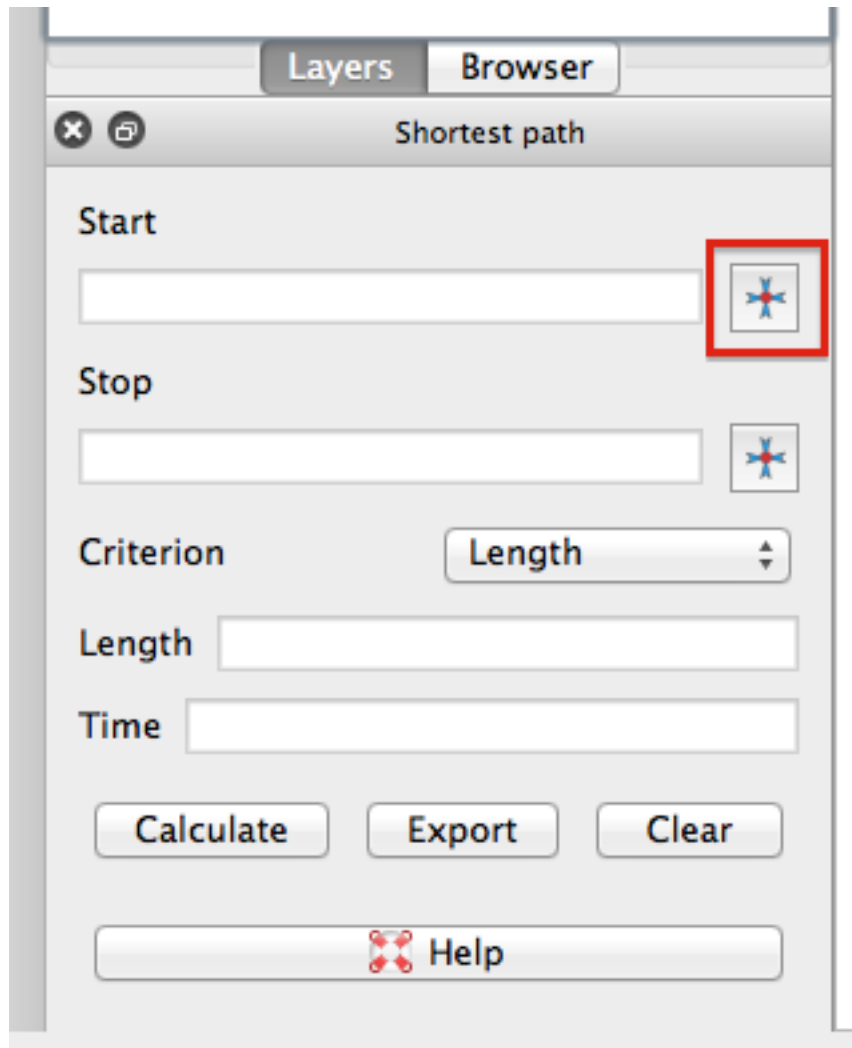 Layers Browser
Shortest path
Start
Stop
Criterion Length
Length
Time
Calculate Export Clear
Help